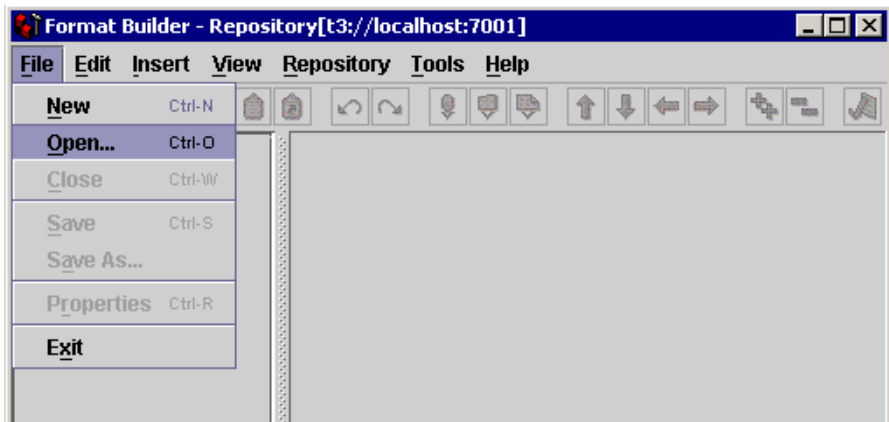 Format Builder - Repository[t3://localhost:7001]
File Edit Insert View Repository Tools Help
New Ctrl-N
Open... Ctrl-O
Close Ctrl-W
Save Ctrl-S
Save As...
Properties Ctrl-R
Exit